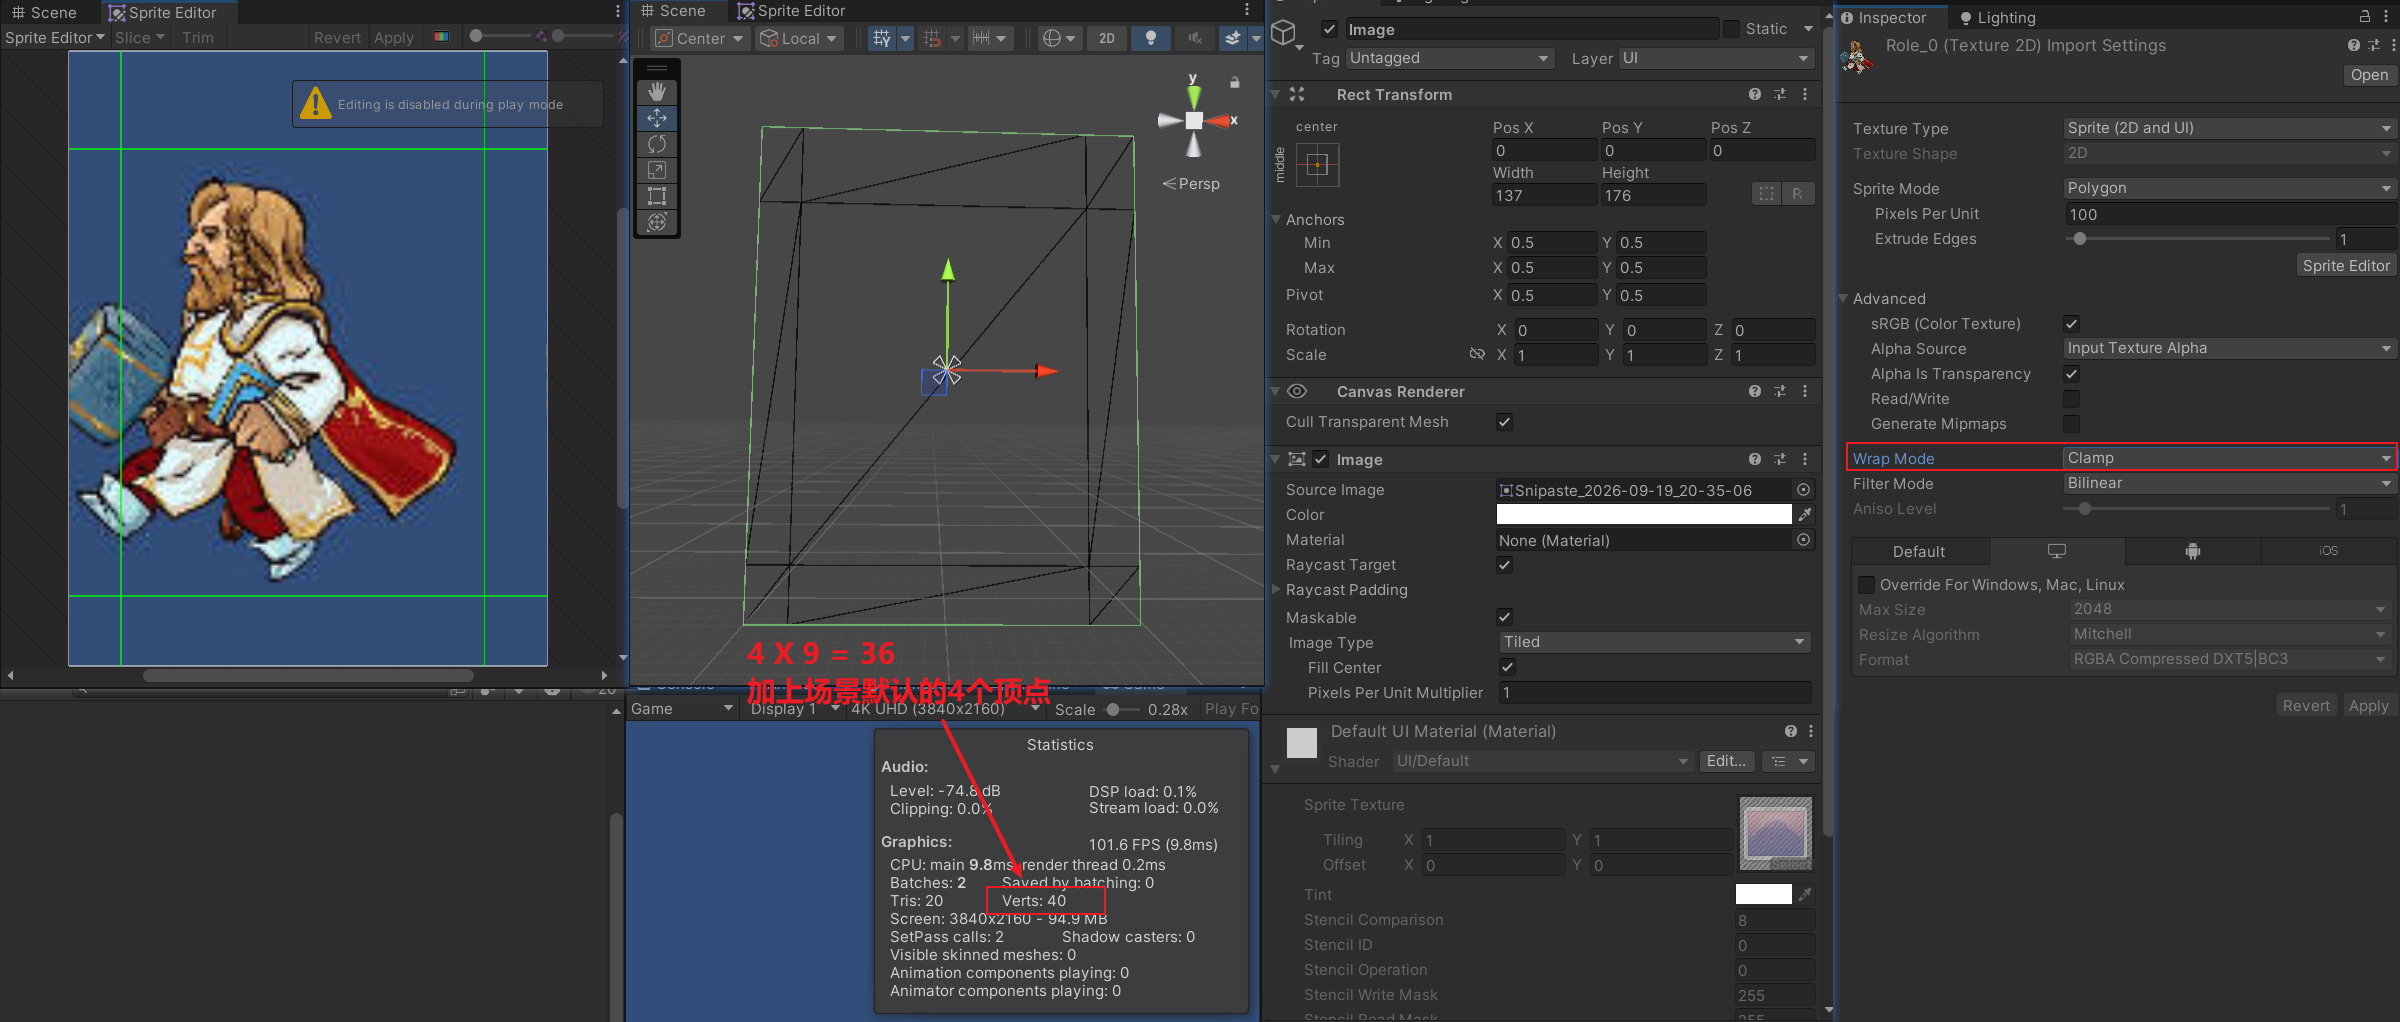 Scene
Sprite Editor
Sprite Editor
Slice
Trim
Revert
Apply
Editing is disabled during play mode
Scene
Sprite Editor
Center
Local
2D
y
x
Persp
4 X 9 = 36
加上场景默认的4个顶点
Game
Display 1
4K UHD (3840x2160)
Scale
0.28x
Play Fo
Statistics
Audio:
Level: -74.8 dB
DSP load: 0.1%
Clipping: 0.0%
Stream load: 0.0%
Graphics:
101.6 FPS (9.8ms)
CPU: main 9.8ms render thread 0.2ms
Batches: 2
Saved by batching: 0
Tris: 20
Verts: 40
Screen: 3840x2160 - 94.9 MB
SetPass calls: 2
Shadow casters: 0
Visible skinned meshes: 0
Animation components playing: 0
Animator components playing: 0
Image
Static
Tag
Untagged
Layer
UI
Rect Transform
center
middle
Pos X
Pos Y
Pos Z
0
0
0
Width
Height
137
176
R
Anchors
Min
X 0.5
Y 0.5
Max
X 0.5
Y 0.5
Pivot
X 0.5
Y 0.5
Rotation
X 0
Y 0
Z 0
Scale
X 1
Y 1
Z 1
Canvas Renderer
Cull Transparent Mesh
Image
Source Image
Snipaste_2026-09-19_20-35-06
Color
Material
None (Material)
Raycast Target
Raycast Padding
Maskable
Image Type
Tiled
Fill Center
Pixels Per Unit Multiplier
1
Default UI Material (Material)
Shader
UI/Default
Edit...
Sprite Texture
Tiling
X 1
Y 1
Offset
X 0
Y 0
Select
Tint
Stencil Comparison
8
Stencil ID
0
Stencil Operation
0
Stencil Write Mask
255
Stencil Read Mask
255
Inspector
Lighting
Role_0 (Texture 2D) Import Settings
Open
Texture Type
Sprite (2D and UI)
Texture Shape
2D
Sprite Mode
Polygon
Pixels Per Unit
100
Extrude Edges
1
Sprite Editor
Advanced
sRGB (Color Texture)
Alpha Source
Input Texture Alpha
Alpha Is Transparency
Read/Write
Generate Mipmaps
Wrap Mode
Clamp
Filter Mode
Bilinear
Aniso Level
1
Default
iOS
Override For Windows, Mac, Linux
Max Size
2048
Resize Algorithm
Mitchell
Format
RGBA Compressed DXT5|BC3
Revert
Apply